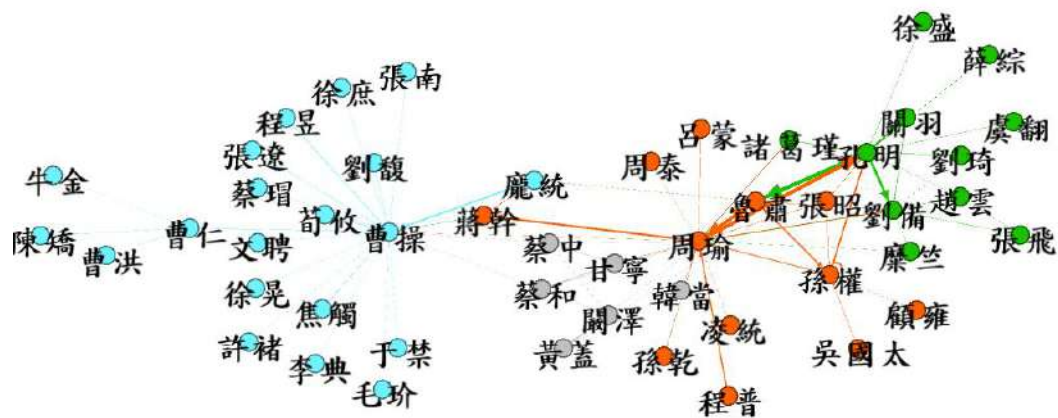 徐盛
薛綜
張南
徐庶
程昱
關羽
虞翻
呂蒙
諸葛瑾
孔明
張遼
劉馥
周泰
劉琦
牛金
蔡瑁
龐統
趙雲
魯肅
張昭
劉備
荀攸
蔣幹
曹仁
曹操
陳矯
文聘
蔡中
周瑜
張飛
曹洪
甘寧
糜竺
孫權
徐晃
蔡和
韓當
焦觸
闞澤
顧雍
許褚
凌統
于禁
黃蓋
吳國太
李典
孫乾
毛玠
程普